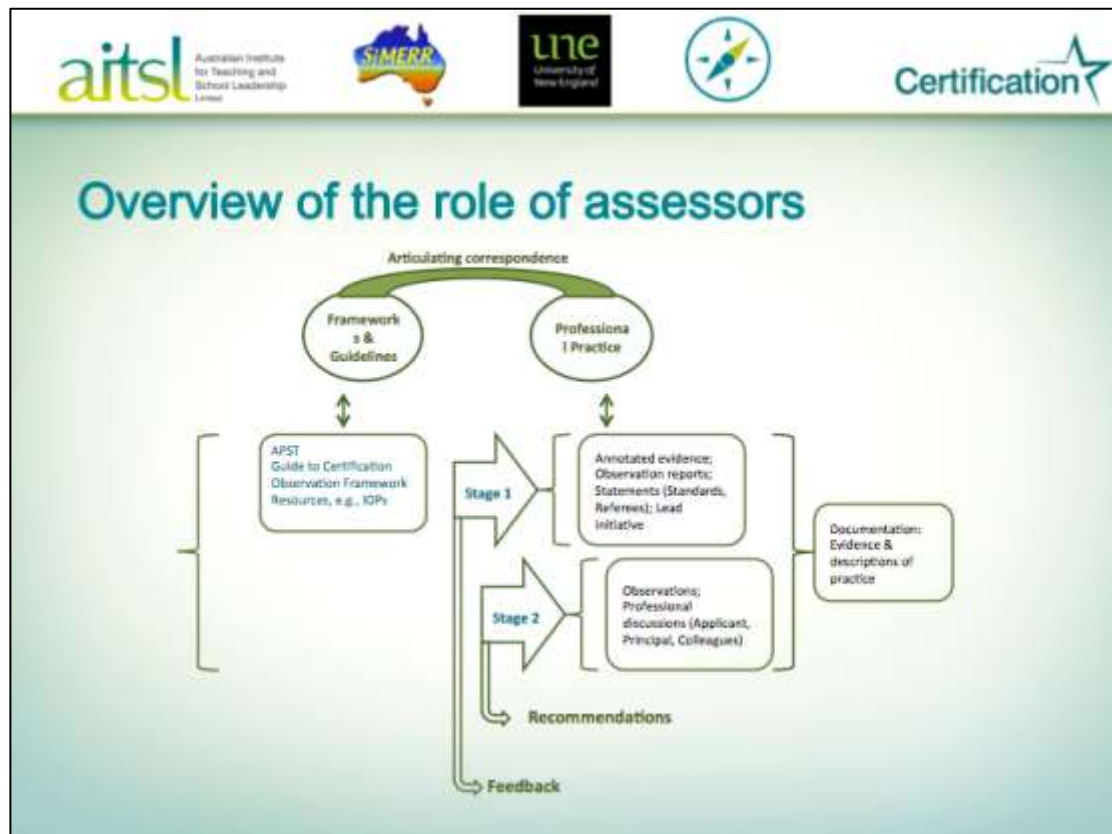 aitsl
Australian Institute
for Teaching and
School Leadership
Limited
SiMERR
une
University of
New England
Certification
Overview of the role of assessors
Articulating correspondence
Framework
s &
Guidelines
Professiona
l Practice
APST
Guide to Certification
Observation Framework
Resources, e.g., IOPs
Stage 1
Annotated evidence;
Observation reports;
Statements (Standards,
Referees); Lead
initiative
Documentation:
Evidence &
descriptions of
practice
Stage 2
Observations;
Professional
discussions (Applicant,
Principal, Colleagues)
Recommendations
Feedback